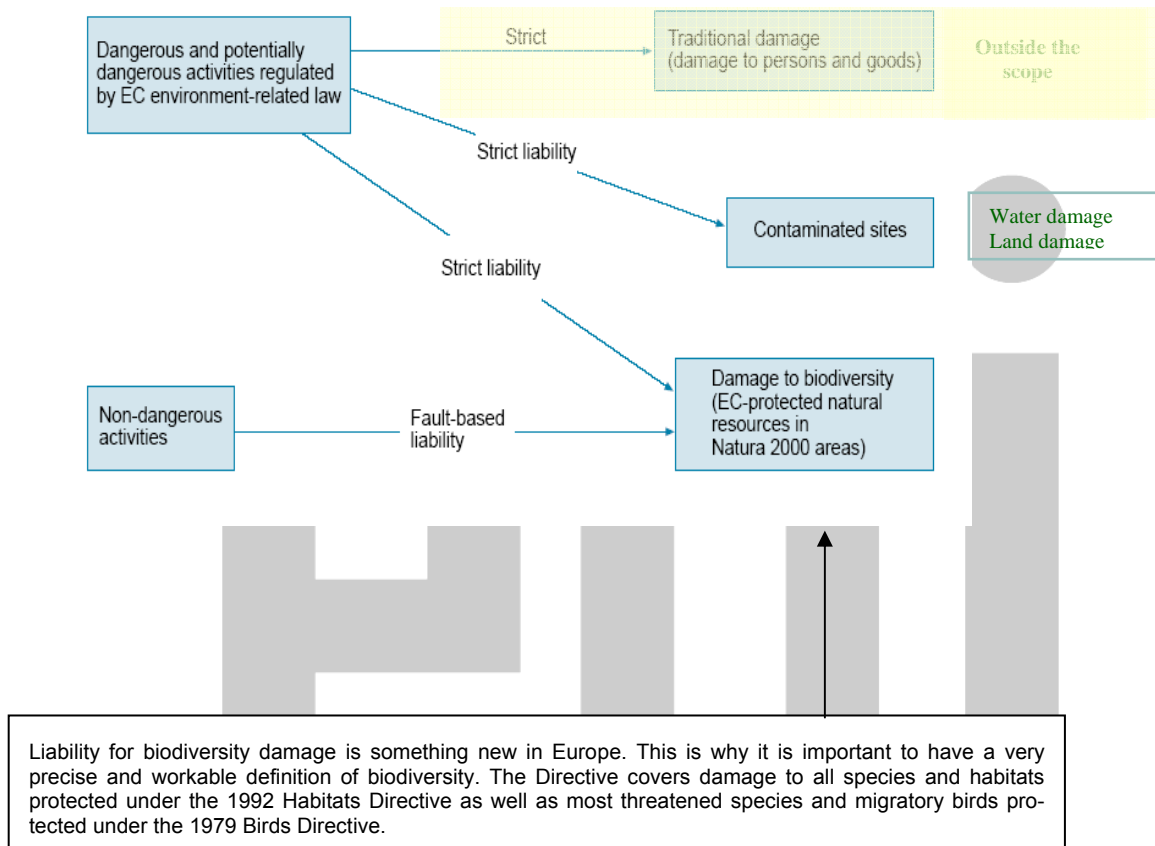 Dangerous and potentially
dangerous activities regulated
by EC environment-related law
Strict
Traditional damage
(damage to persons and goods)
Outside the
scope
Strict liability
Contaminated sites
Water damage
Land damage
Strict liability
Damage to biodiversity
(EC-protected natural
resources in
Natura 2000 areas)
Non-dangerous
activities
Fault-based
liability
Liability for biodiversity damage is something new in Europe. This is why it is important to have a very
precise and workable definition of biodiversity. The Directive covers damage to all species and habitats
protected under the 1992 Habitats Directive as well as most threatened species and migratory birds pro-
tected under the 1979 Birds Directive.